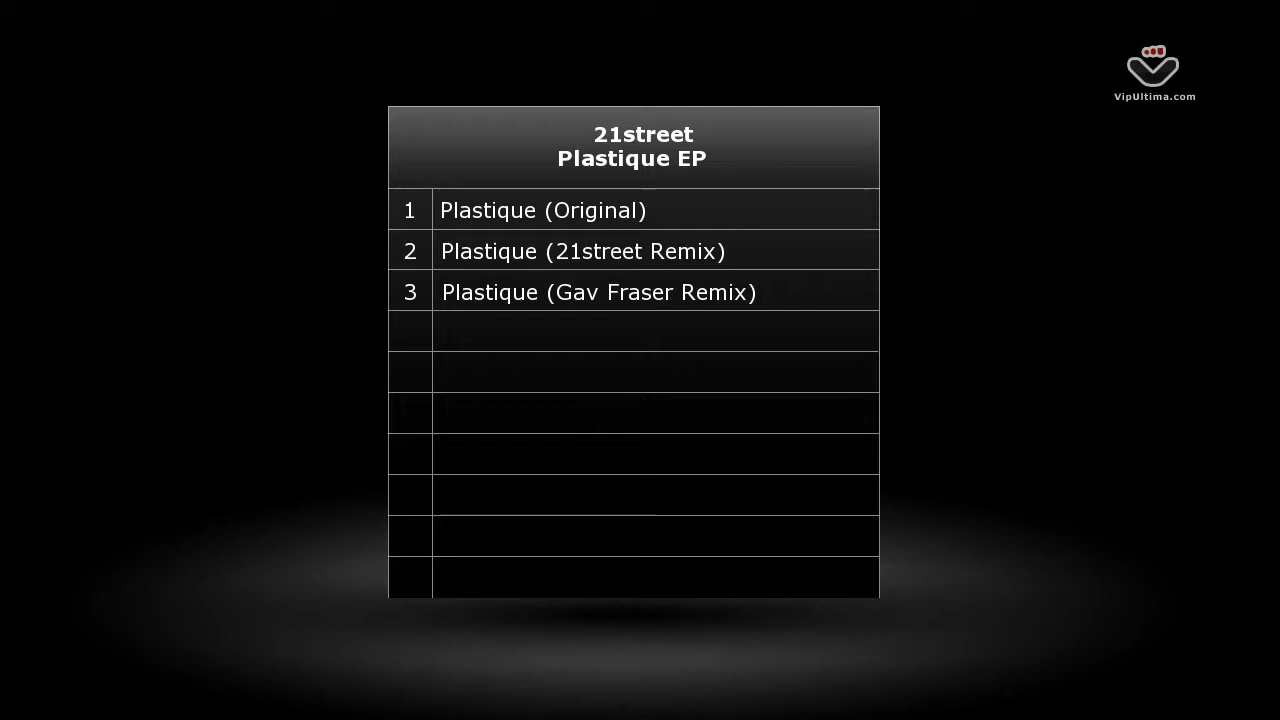 VipUltima.com
21street
Plastique EP
1 Plastique (Original)
2 Plastique (21street Remix)
3 Plastique (Gav Fraser Remix)